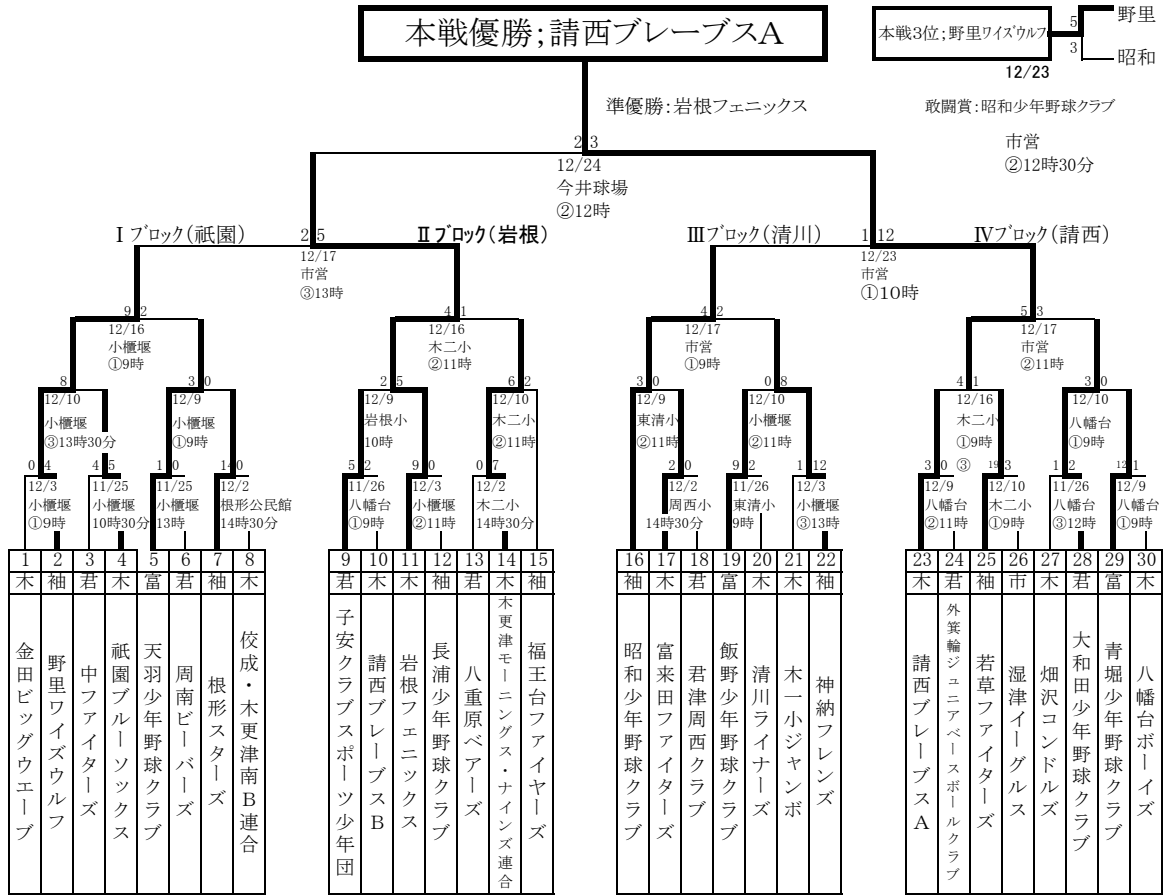 本戦優勝;請西ブレーブスA
本戦3位;野里ワイズウルフ
5
野里
3
昭和
12/23
準優勝:岩根フェニックス
敢闘賞:昭和少年野球クラブ
市営
②12時30分
2 3
12/24
今井球場
②12時
Ⅰブロック(祇園)
2 5
Ⅱブロック(岩根)
Ⅲブロック(清川)
1 12
Ⅳブロック(請西)
12/17
市営
③13時
12/23
市営
①10時
9 2
12/16
小櫃堰
①9時
4 1
12/16
木二小
②11時
4 2
12/17
市営
①9時
5 3
12/17
市営
②11時
8
12/10
小櫃堰
③13時30分
3 0
12/9
小櫃堰
①9時
2 5
12/9
岩根小
10時
6 2
12/10
木二小
②11時
3 0
12/9
東清小
②11時
0 8
12/10
小櫃堰
②11時
4 1
12/16
木二小
①9時
③
3 0
12/10
八幡台
①9時
0 4
12/3
小櫃堰
①9時
4 5
11/25
小櫃堰
10時30分
1 0
11/25
小櫃堰
13時
14 0
12/2
根形公民館
14時30分
5 2
11/26
八幡台
①9時
9 0
12/3
小櫃堰
②11時
0 7
12/2
木二小
14時30分
2 0
12/2
周西小
14時30分
9 2
11/26
東清小
9時
1 12
12/3
小櫃堰
③13時
3 0
12/9
八幡台
②11時
19 3
12/10
木二小
①9時
1 2
11/26
八幡台
③12時
12 1
12/9
八幡台
①9時
1 2 3 4 5 6 7 8 9 10 11 12 13 14 15 16 17 18 19 20 21 22 23 24 25 26 27 28 29 30
木 袖 君 木 富 君 袖 木 君 木 木 袖 君 木 袖 袖 木 君 富 木 木 袖 木 君 袖 市 木 君 富 木
金田ビッグウエーブ
野里ワイズウルフ
中ファイターズ
祇園ブルーソックス
天羽少年野球クラブ
周南ビーバーズ
根形スターズ
佼成・木更津南B連合
子安クラブスポーツ少年団
請西ブレーブスB
岩根フェニックス
長浦少年野球クラブ
八重原ベアーズ
木更津モーニングス・ナインズ連合
福王台ファイヤーズ
昭和少年野球クラブ
富来田ファイターズ
君津周西クラブ
飯野少年野球クラブ
清川ライナーズ
木一小ジャンボ
神納フレンズ
請西ブレーブスA
外箕輪ジュニアベースボールクラブ
若草ファイターズ
湿津イーグルス
畑沢コンドルズ
大和田少年野球クラブ
青堀少年野球クラブ
八幡台ボーイズ